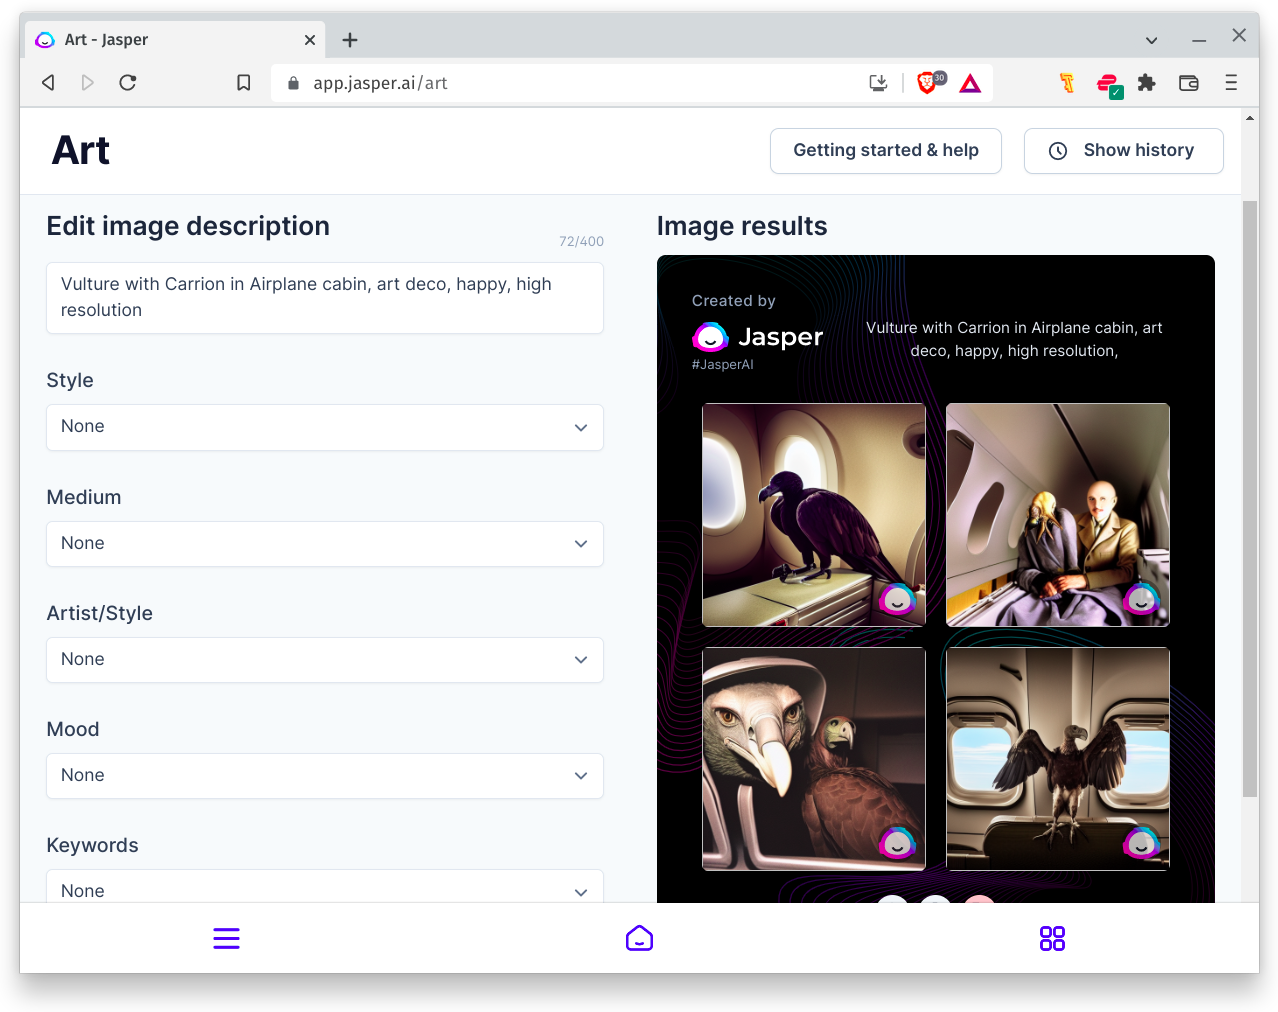 Art - Jasper
app.jasper.ai/art
30
Art
Getting started & help
Show history
Edit image description
72/400
Vulture with Carrion in Airplane cabin, art deco, happy, high
resolution
Style
None
Medium
None
Artist/Style
None
Mood
None
Keywords
None
Image results
Created by
Jasper
#JasperAI
Vulture with Carrion in Airplane cabin, art
deco, happy, high resolution,